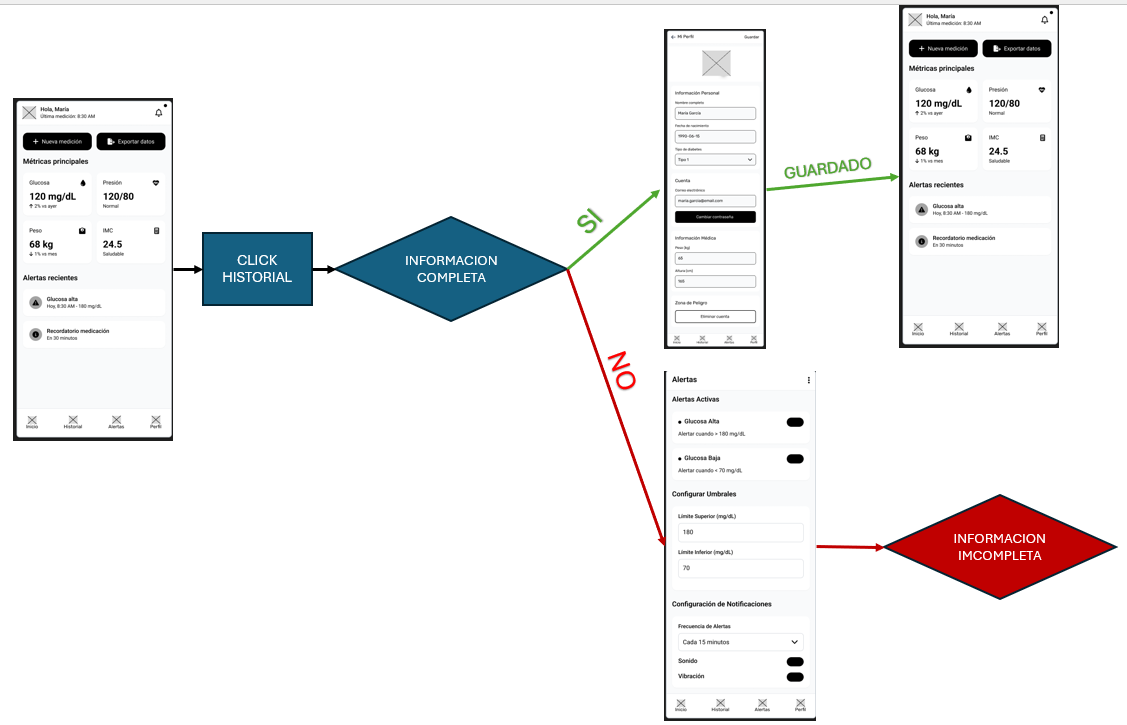 Hola, María
Última medición: 8:30 AM
+ Nueva medición
Exportar datos
Métricas principales
Glucosa
120 mg/dL
↑ 2% vs ayer
Presión
120/80
Normal
Peso
68 kg
↓ 1% vs mes
IMC
24.5
Saludable
Alertas recientes
Glucosa alta
Hoy, 8:30 AM - 180 mg/dL
Recordatorio medicación
En 30 minutos
Inicio
Historial
Alertas
Perfil
CLICK
HISTORIAL
INFORMACION
COMPLETA
SI
NO
← Mi Perfil
Guardar
Información Personal
Nombre completo
María García
Fecha de nacimiento
1990-06-15
Tipo de diabetes
Tipo 1
Cuenta
Correo electrónico
maria.garcia@email.com
Cambiar contraseña
Información Médica
Peso (kg)
68
Altura (cm)
165
Zona de Peligro
Eliminar cuenta
Inicio
Historial
Alertas
Perfil
GUARDADO
Hola, María
Última medición: 8:30 AM
+ Nueva medición
Exportar datos
Métricas principales
Glucosa
120 mg/dL
↑ 2% vs ayer
Presión
120/80
Normal
Peso
68 kg
↓ 1% vs mes
IMC
24.5
Saludable
Alertas recientes
Glucosa alta
Hoy, 8:30 AM - 180 mg/dL
Recordatorio medicación
En 30 minutos
Inicio
Historial
Alertas
Perfil
Alertas
Alertas Activas
Glucosa Alta
Alertar cuando > 180 mg/dL
Glucosa Baja
Alertar cuando < 70 mg/dL
Configurar Umbrales
Límite Superior (mg/dL)
180
Límite Inferior (mg/dL)
70
Configuración de Notificaciones
Frecuencia de Alertas
Cada 15 minutos
Sonido
Vibración
Inicio
Historial
Alertas
Perfil
INFORMACION
IMCOMPLETA